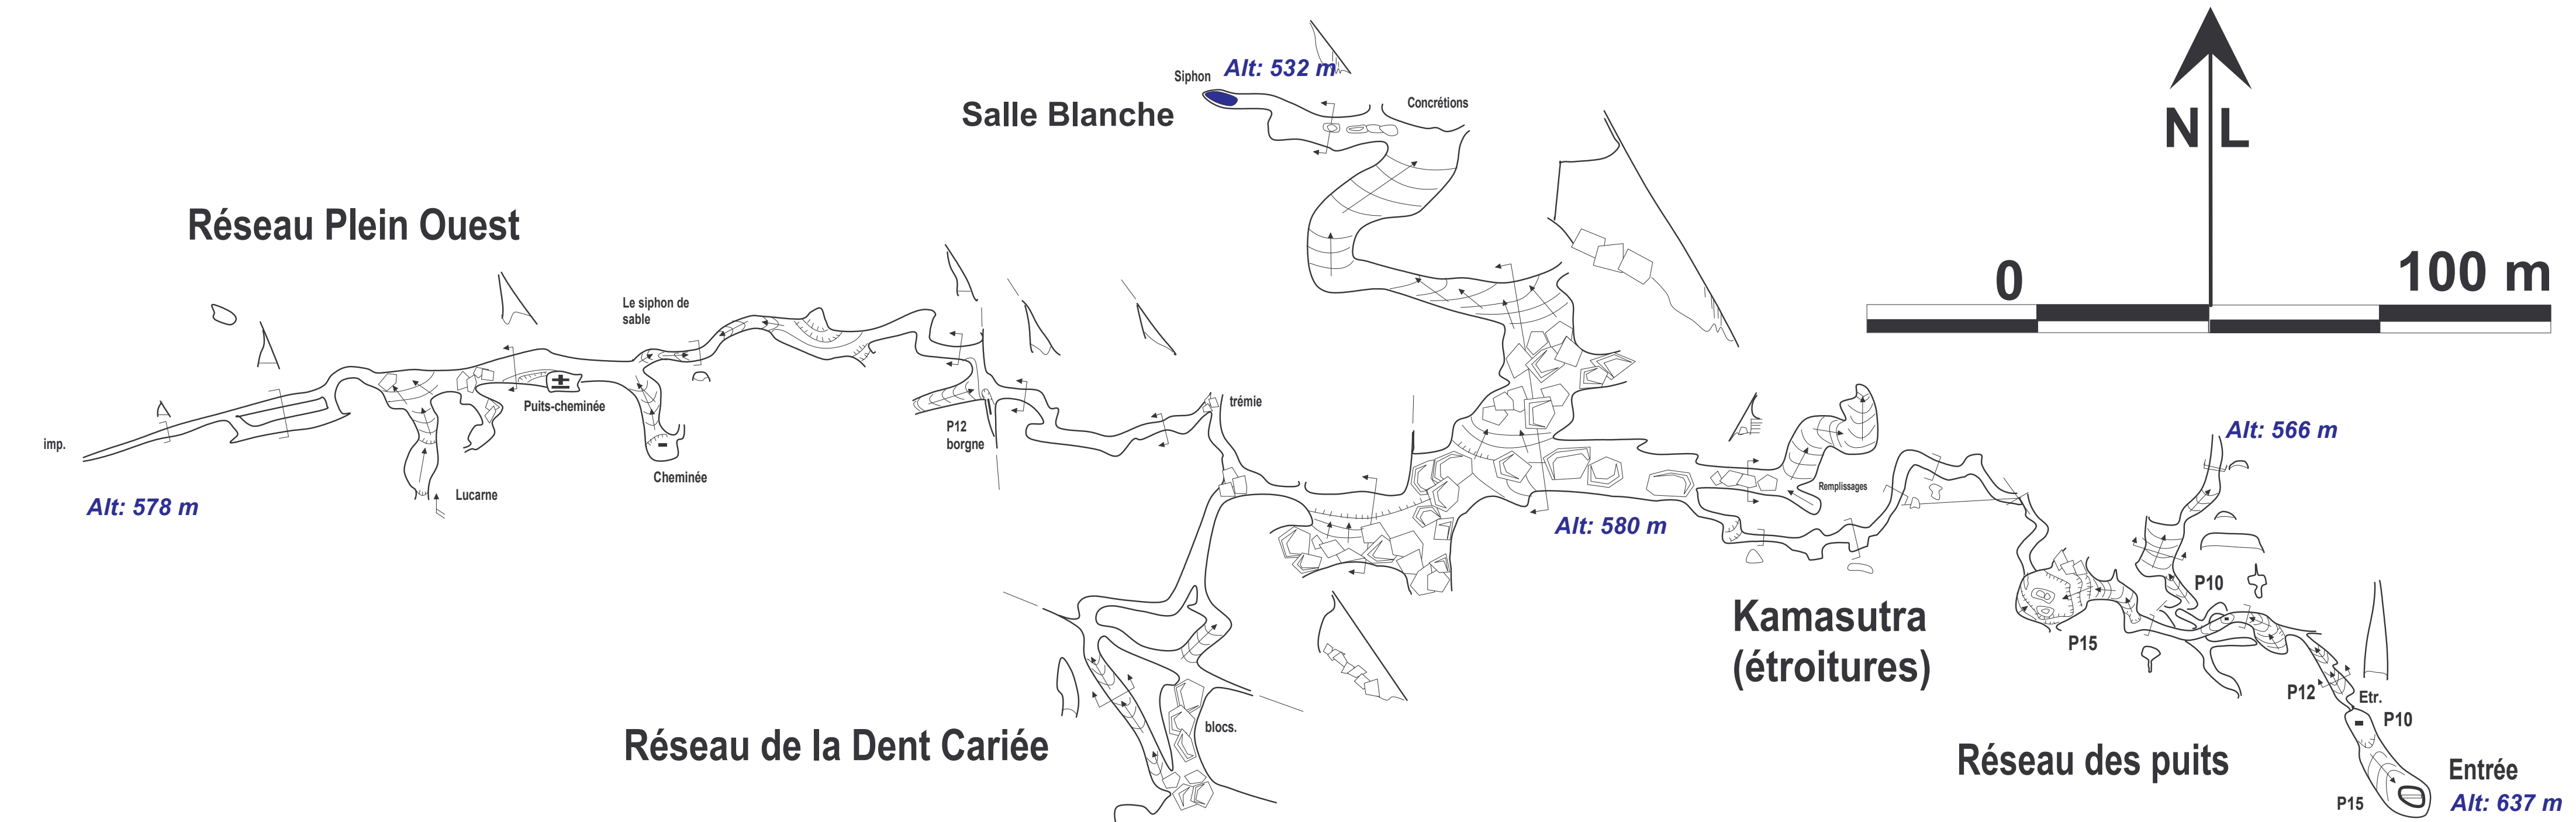 Siphon
Alt: 532 m
Salle Blanche
Concrétions
N L
Réseau Plein Ouest
0
100 m
Le siphon de
sable
Puits-cheminée
imp.
trémie
P12
borgne
Alt: 566 m
Cheminée
Lucarne
Remplissages
Alt: 578 m
Alt: 580 m
P10
Kamasutra
(étroitures)
P15
P12
Etr.
P10
blocs.
Réseau de la Dent Cariée
Réseau des puits
Entrée
P15
Alt: 637 m